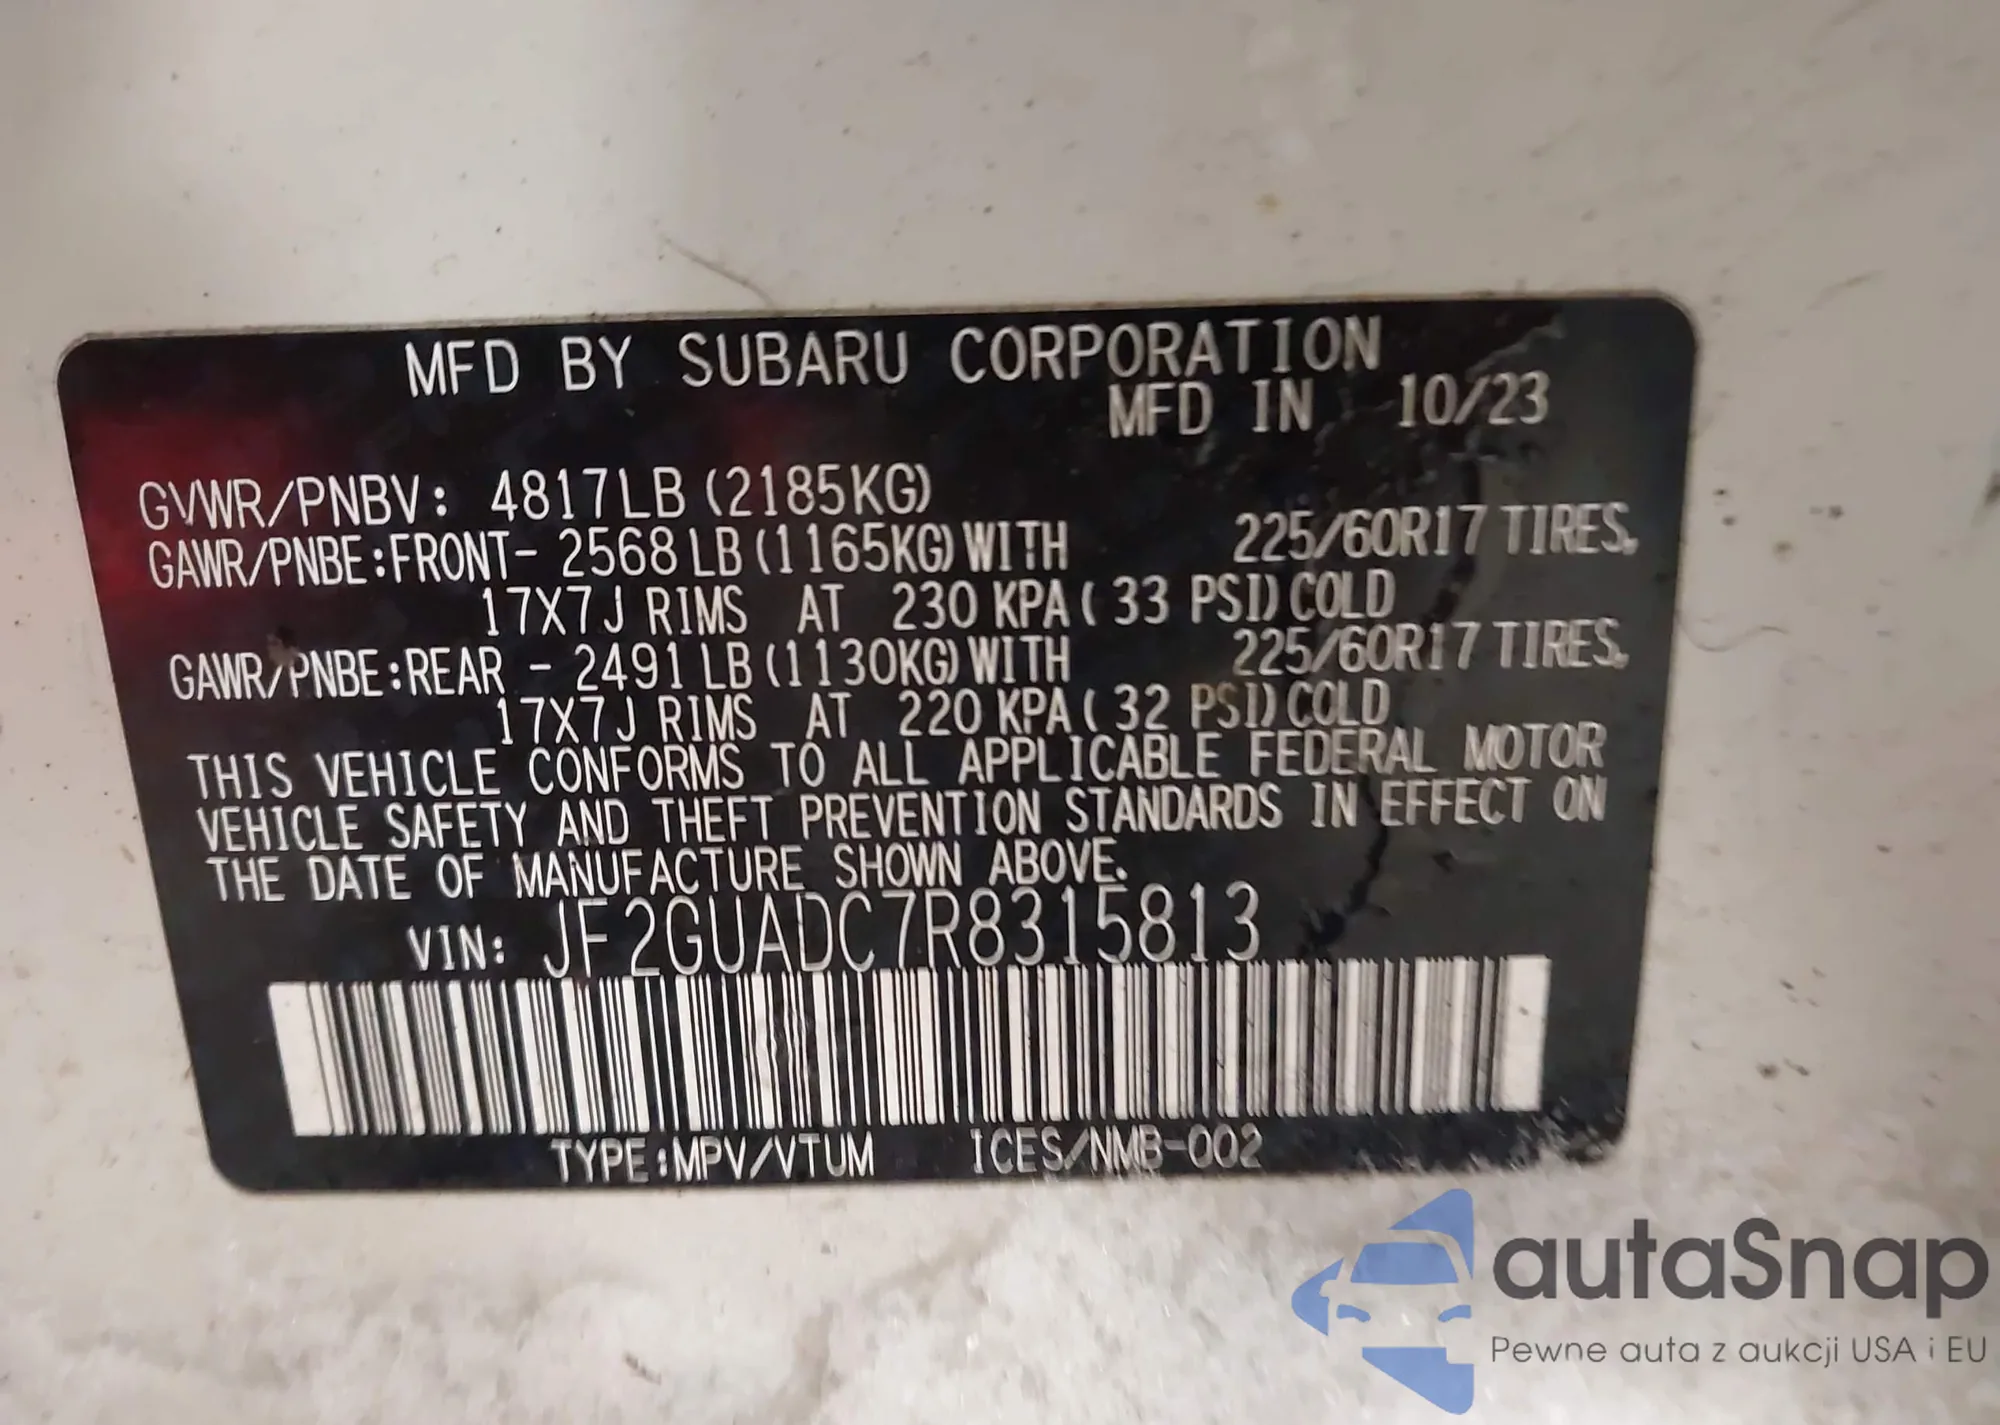 MFD BY SUBARU CORPORATION
MFD IN 10/23
GVWR/PNBV: 4817LB (2185KG)
GAWR/PNBE:FRONT- 2568 LB (1165KG) WITH 225/60R17 TIRES.
17X7J RIMS AT 230 KPA ( 33 PSI) COLD
GAWR/PNBE:REAR - 2491 LB (1130KG) WITH 225/60R17 TIRES.
17X7J RIMS AT 220 KPA ( 32 PSI) COLD
THIS VEHICLE CONFORMS TO ALL APPLICABLE FEDERAL MOTOR
VEHICLE SAFETY AND THEFT PREVENTION STANDARDS IN EFFECT ON
THE DATE OF MANUFACTURE SHOWN ABOVE.
VIN: JF2GUADC7R8315813
TYPE:MPV/VTUM ICES/NMB-002
autaSnap
Pewne auta z aukcji USA i EU